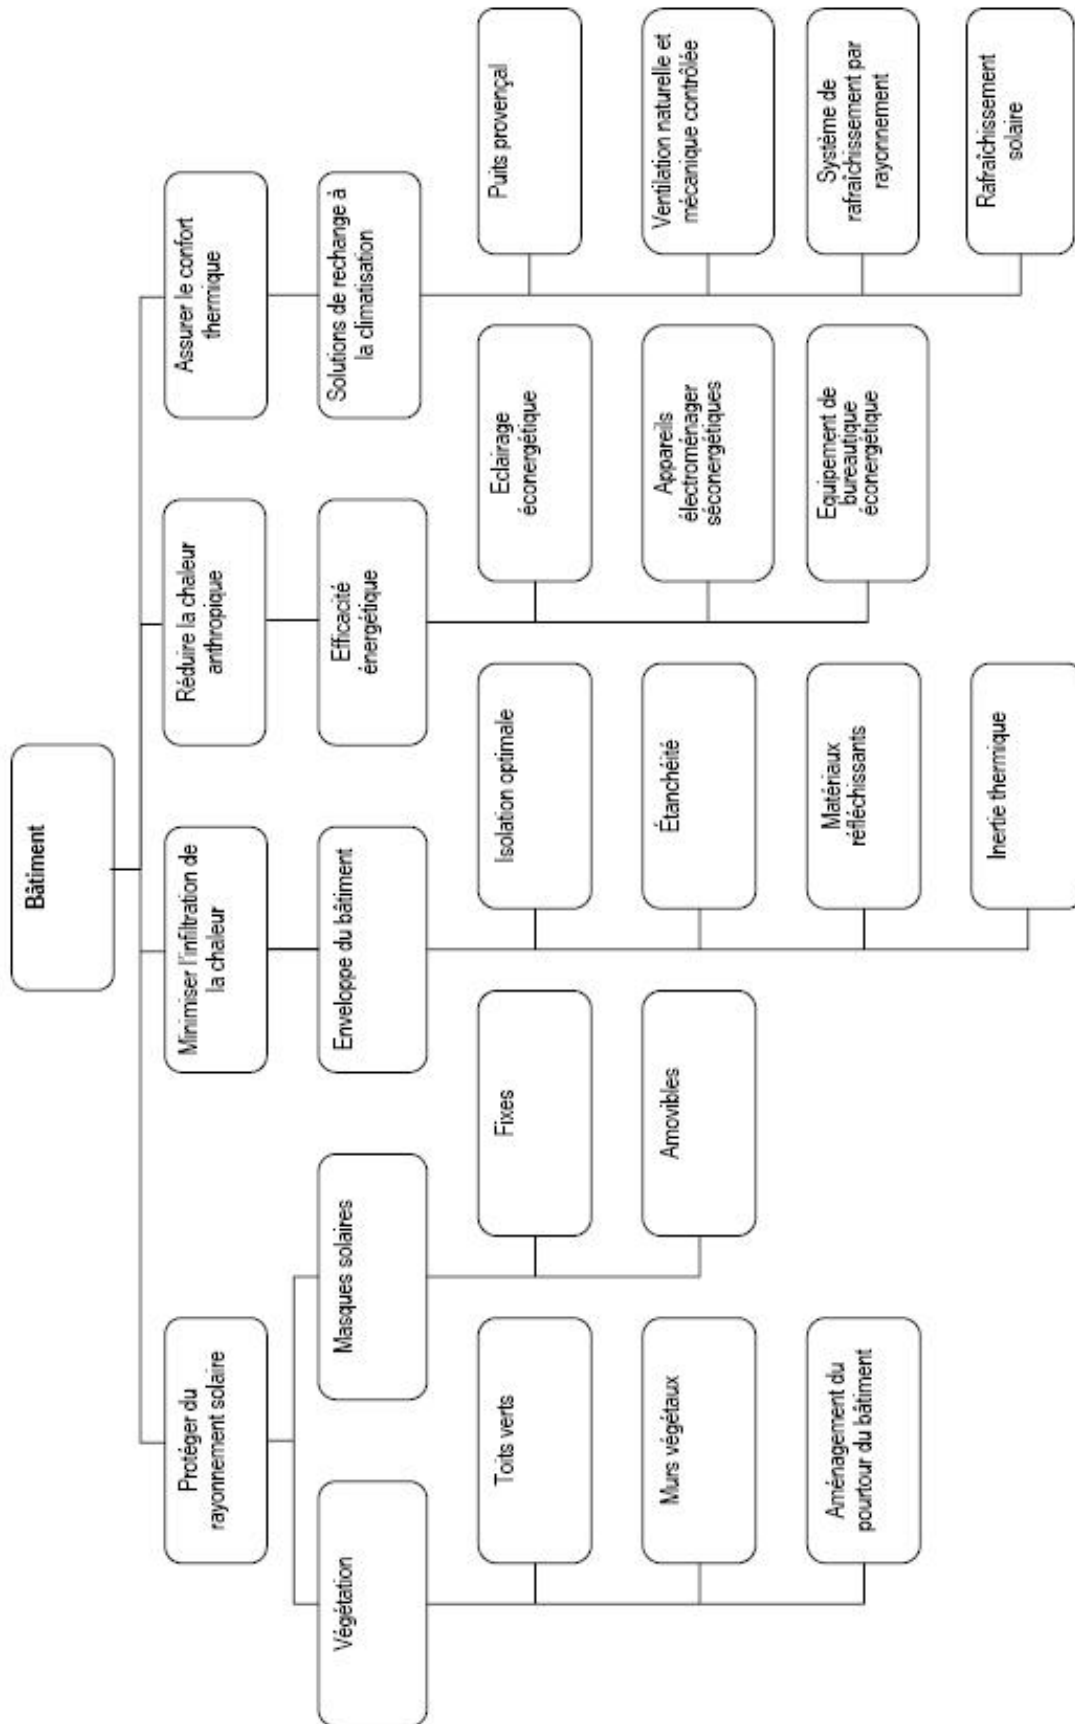 Bâtiment
Protéger du
rayonnement solaire
Minimiser l'infiltration de
la chaleur
Réduire la chaleur
anthropique
Assurer le confort
thermique
Végétation
Masques solaires
Enveloppe du bâtiment
Efficacité
énergétique
Solutions de rechange à
la climatisation
Toits verts
Fixes
Isolation optimale
Eclairage
éconergétique
Puits provençal
Murs végétaux
Amovibles
Étanchéité
Appareils
électroménager
séconergétiques
Ventilation naturelle et
mécanique contrôlée
Aménagement du
pourtour du bâtiment
Matériaux
réfléchissants
Equipement de
bureautique
éconergétique
Système de
rafraîchissement par
rayonnement
Inertie thermique
Rafraîchissement
solaire